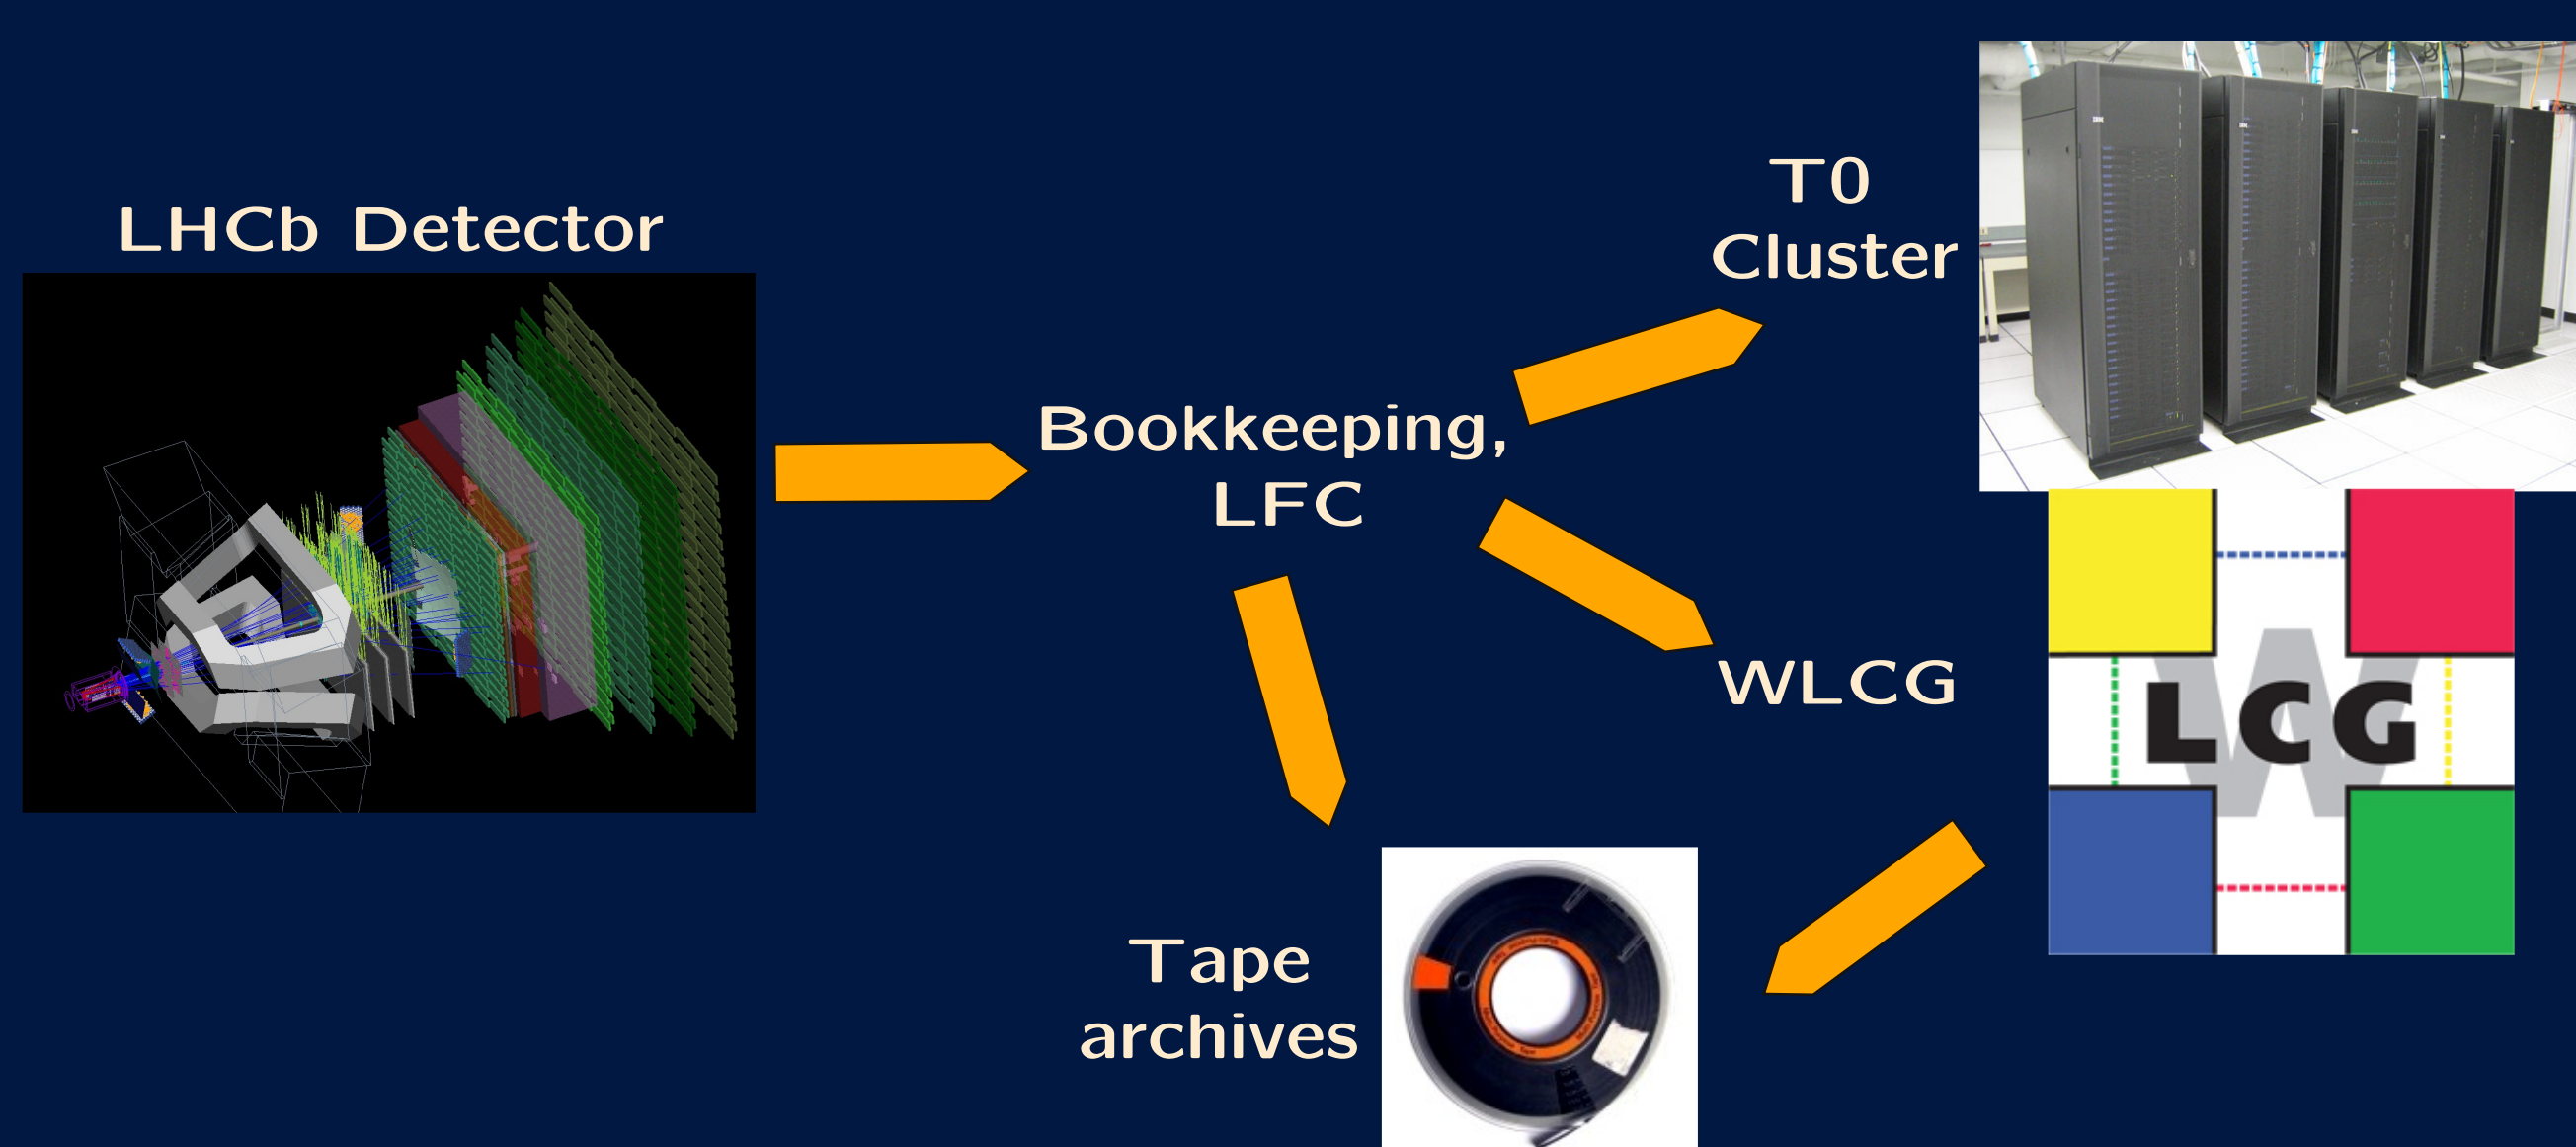 LHCb Detector
T0
Cluster
Bookkeeping,
LFC
WLCG
LCG
W
Tape
archives